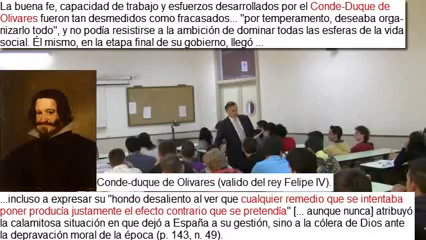 La buena fe, capacidad de trabajo y esfuerzos desarrollados por el Conde-Duque de
Olivares fueron tan desmedidos como fracasados... "por temperamento, deseaba orga-
nizarlo todo", y no podía resistirse a la ambición de dominar todas las esferas de la vida
social. Él mismo, en la etapa final de su gobierno, llegó ...
Conde-duque de Olivares (valido del rey Felipe IV).
...incluso a expresar su "hondo desaliento al ver que cualquier remedio que se intentaba
poner producía justamente el efecto contrario que se pretendía" [... aunque nunca] atribuyó
la calamitosa situación en que dejó a España a su gestión, sino a la cólera de Dios ante
la depravación moral de la época (p. 143, n. 49).